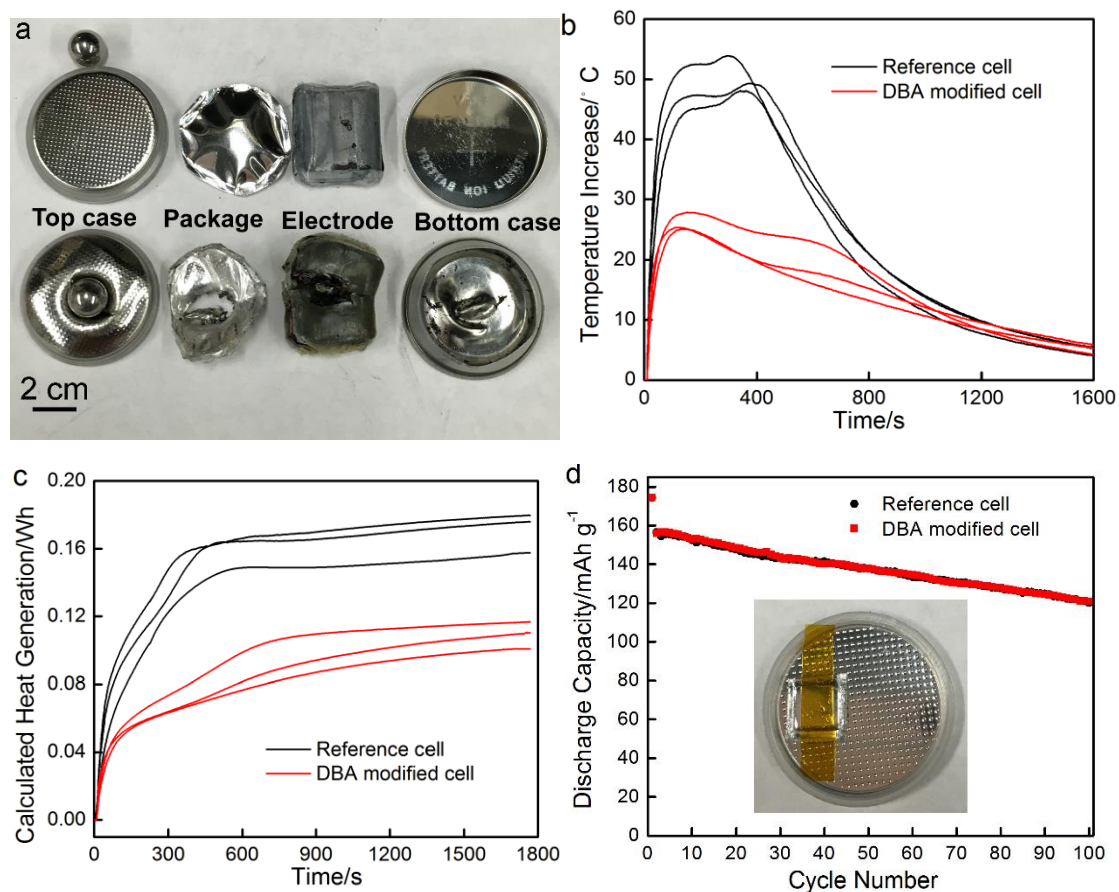 a
Top case
Package
Electrode
Bottom case
2 cm
b
Temperature Increase/°C
60
50
40
30
20
10
0
Reference cell
DBA modified cell
0
400
800
1200
1600
Time/s
c
Calculated Heat Generation/Wh
0.20
0.16
0.12
0.08
0.04
0.00
Reference cell
DBA modified cell
0
300
600
900
1200
1500
1800
Time/s
d
Discharge Capacity/mAh g⁻¹
180
160
140
120
100
80
60
40
20
0
Reference cell
DBA modified cell
0
10
20
30
40
50
60
70
80
90
100
Cycle Number